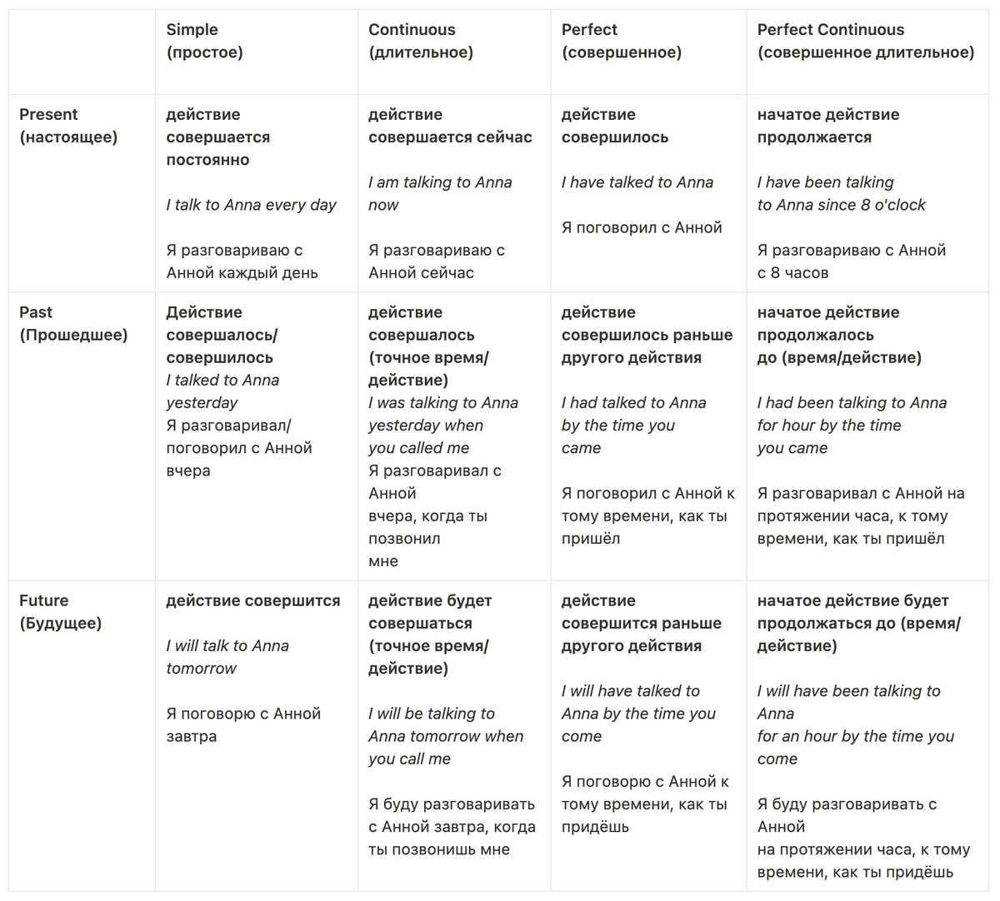 Simple
(простое)
Continuous
(длительное)
Perfect
(совершенное)
Perfect Continuous
(совершенное длительное)
Present
(настоящее)
действие
совершается
постоянно
I talk to Anna every day
Я разговариваю с
Анной каждый день
действие
совершается сейчас
I am talking to Anna
now
Я разговариваю с
Анной сейчас
действие
совершилось
I have talked to Anna
Я поговорил с Анной
начатое действие
продолжается
I have been talking
to Anna since 8 o'clock
Я разговариваю с Анной
с 8 часов
Past
(Прошедшее)
Действие
совершалось/
совершилось
I talked to Anna
yesterday
Я разговаривал/
поговорил с Анной
вчера
действие
совершалось
(точное время/
действие)
I was talking to Anna
yesterday when
you called me
Я разговаривал с
Анной
вчера, когда ты
позвонил
мне
действие
совершилось раньше
другого действия
I had talked to Anna
by the time you
came
Я поговорил с Анной к
тому времени, как ты
пришёл
начатое действие
продолжалось
до (время/действие)
I had been talking to Anna
for hour by the time
you came
Я разговаривал с Анной на
протяжении часа, к тому
времени, как ты пришёл
Future
(Будущее)
действие совершится
I will talk to Anna
tomorrow
Я поговорю с Анной
завтра
действие будет
совершаться
(точное время/
действие)
I will be talking to
Anna tomorrow when
you call me
Я буду разговаривать
с Анной завтра, когда
ты позвонишь мне
действие
совершится раньше
другого действия
I will have talked to
Anna by the time you
come
Я поговорю с Анной к
тому времени, как ты
придёшь
начатое действие будет
продолжаться до (время/
действие)
I will have been talking to
Anna
for an hour by the time you
come
Я буду разговаривать с
Анной
на протяжении часа, к тому
времени, как ты придёшь